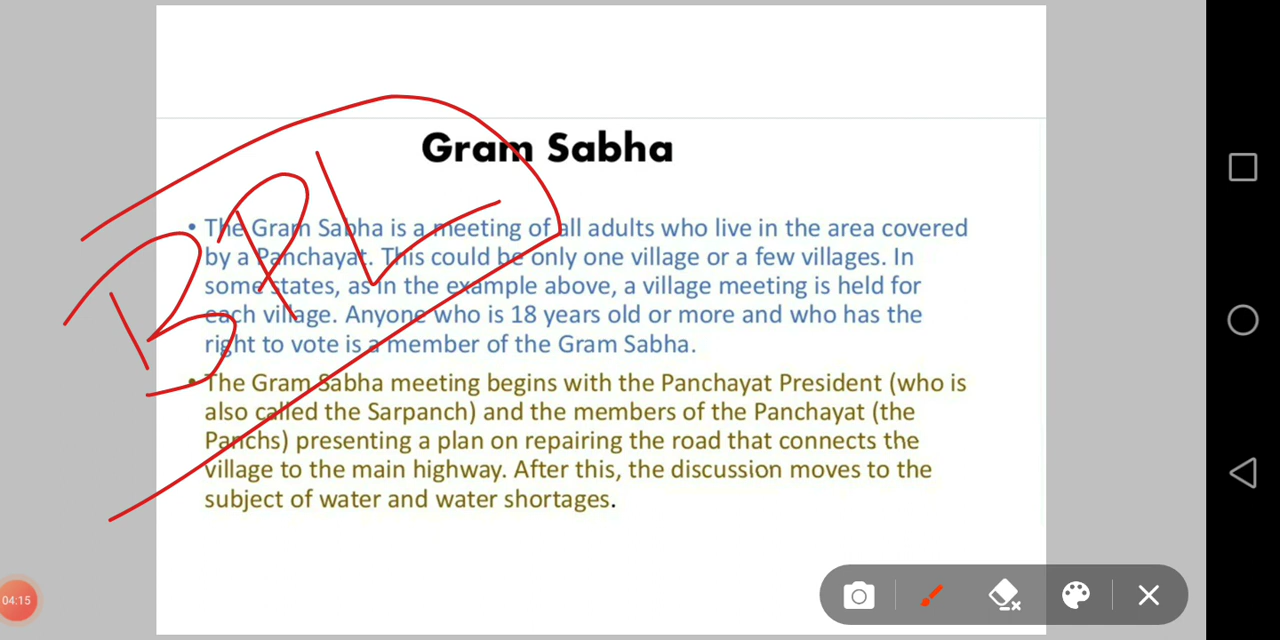 Gram Sabha
BPL
• The Gram Sabha is a meeting of all adults who live in the area covered
by a Panchayat. This could be only one village or a few villages. In
some states, as in the example above, a village meeting is held for
each village. Anyone who is 18 years old or more and who has the
right to vote is a member of the Gram Sabha.
• The Gram Sabha meeting begins with the Panchayat President (who is
also called the Sarpanch) and the members of the Panchayat (the
Panchs) presenting a plan on repairing the road that connects the
village to the main highway. After this, the discussion moves to the
subject of water and water shortages.
04:15